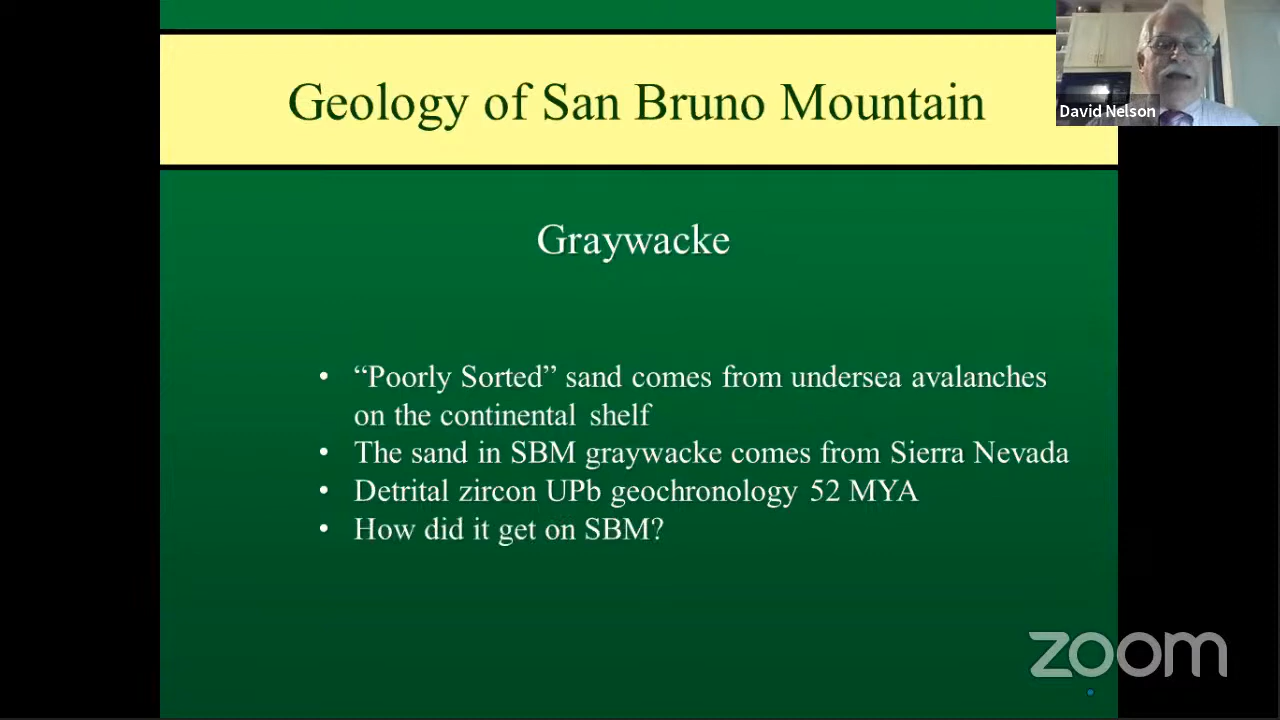 Geology of San Bruno Mountain
David Nelson
Graywacke
• “Poorly Sorted” sand comes from undersea avalanches
on the continental shelf
• The sand in SBM graywacke comes from Sierra Nevada
• Detrital zircon UPb geochronology 52 MYA
• How did it get on SBM?
zoom